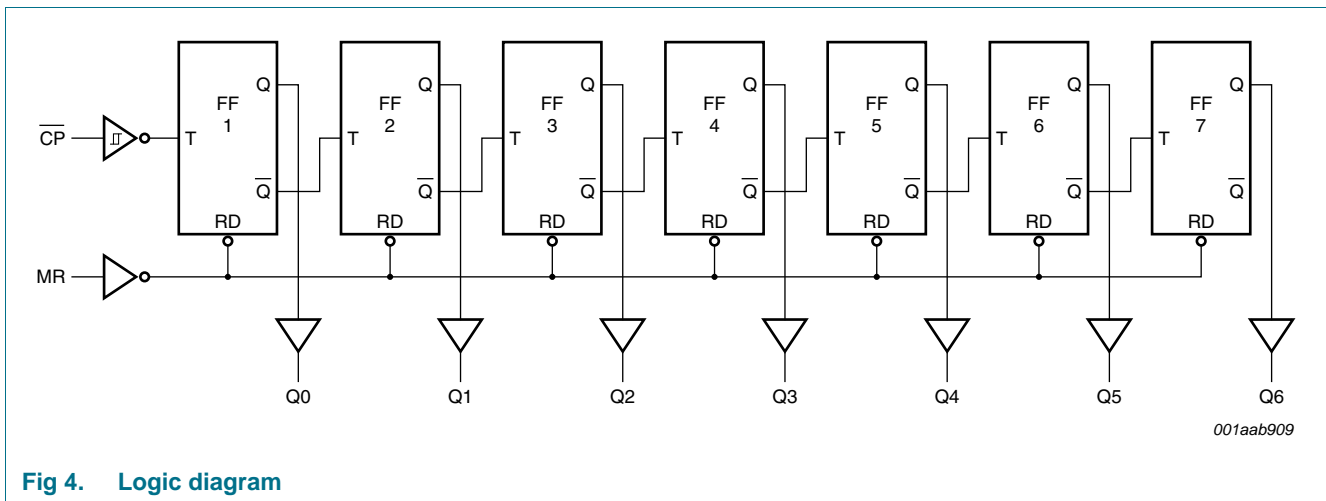 Q Q Q Q Q Q Q
FF FF FF FF FF FF FF
1 2 3 4 5 6 7
C̅P̅ T T T T T T T
Q̅ Q̅ Q̅ Q̅ Q̅ Q̅ Q̅
RD RD RD RD RD RD RD
MR
Q0 Q1 Q2 Q3 Q4 Q5 Q6
001aab909
Fig 4. Logic diagram